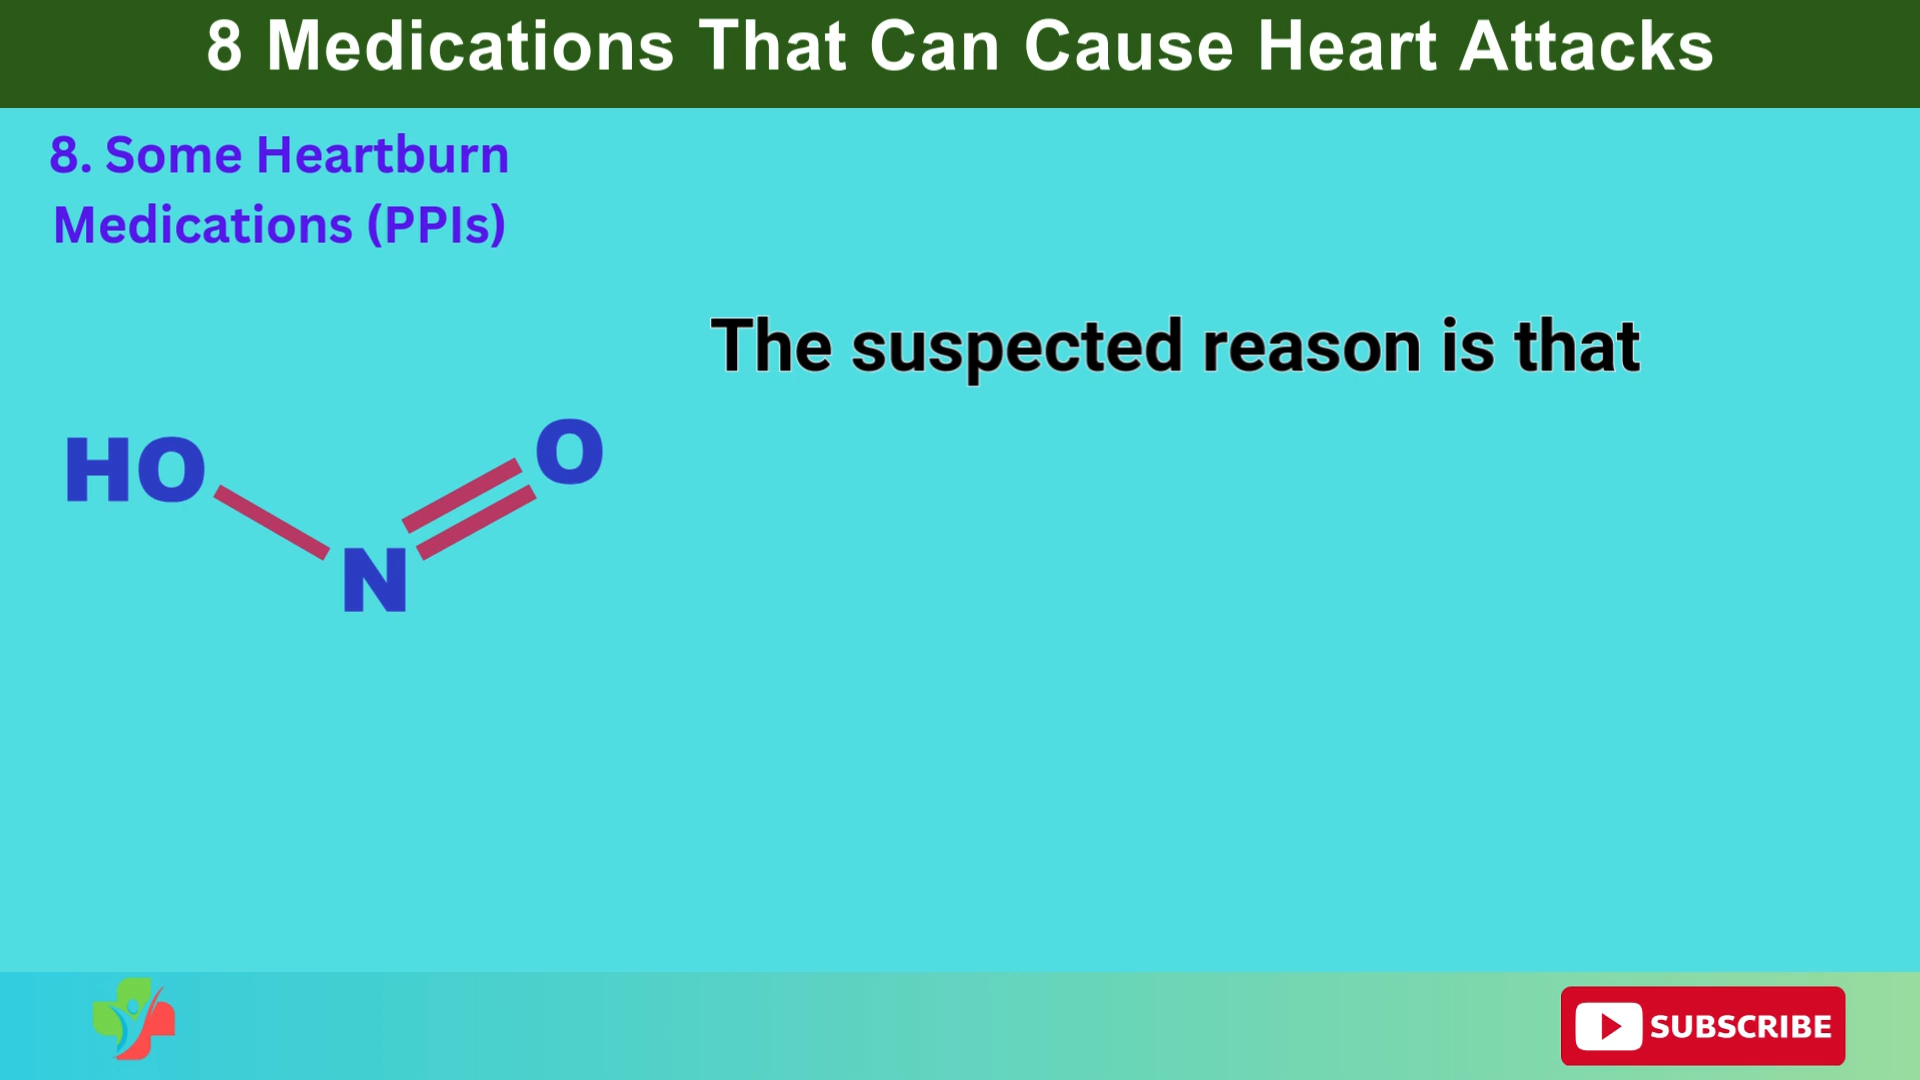 8 Medications That Can Cause Heart Attacks
8. Some Heartburn
Medications (PPIs)
The suspected reason is that
HO
O
N
SUBSCRIBE